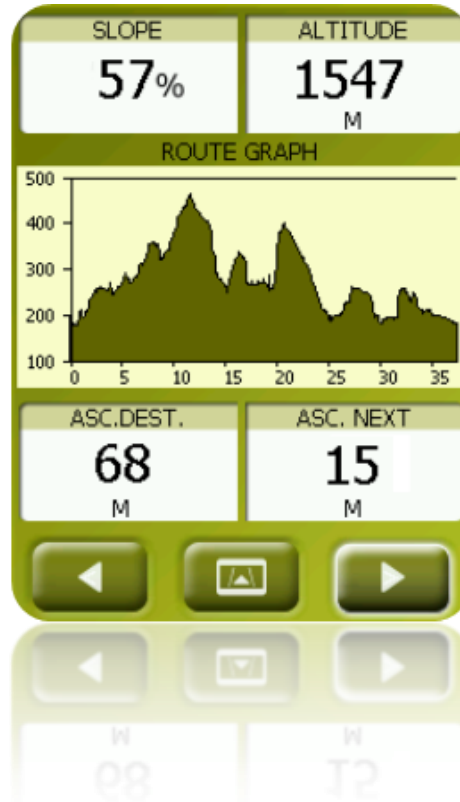 SLOPE ALTITUDE
57% 1547
M
ROUTE GRAPH
500
400
300
200
100
0 5 10 15 20 25 30 35
ASC.DEST. ASC. NEXT
68 15
M M